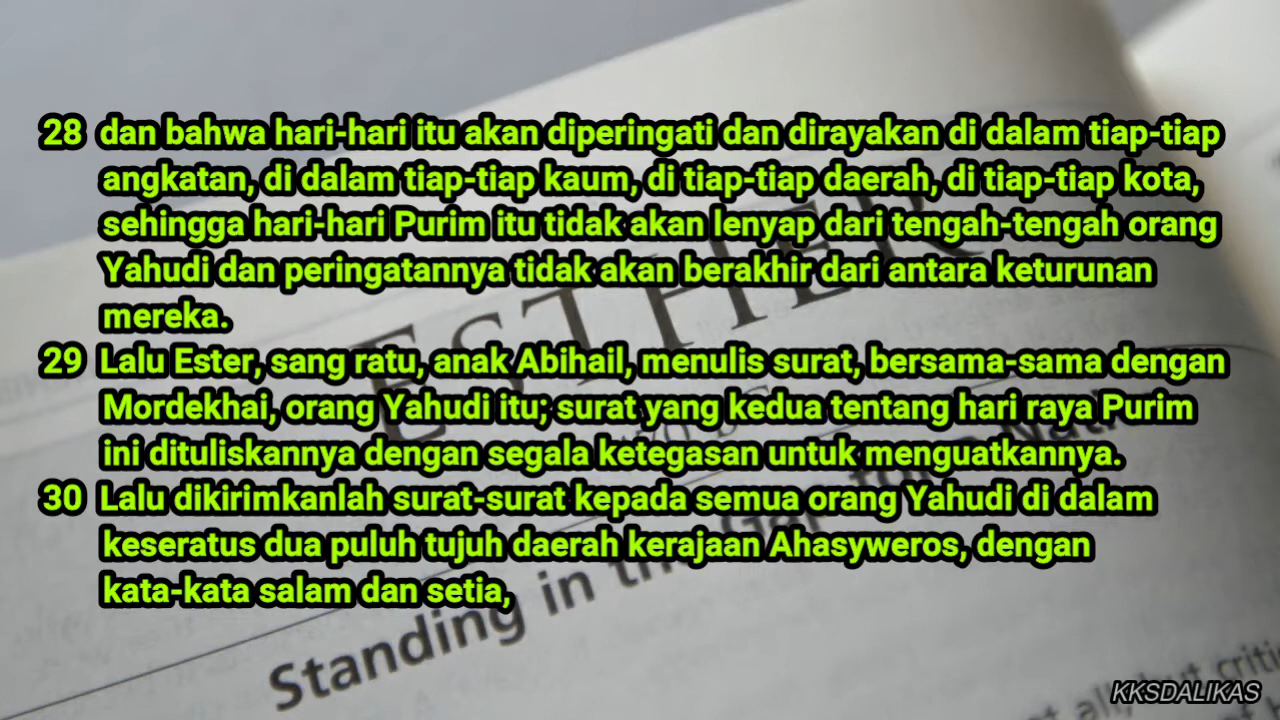 28 dan bahwa hari-hari itu akan diperingati dan dirayakan di dalam tiap-tiap
angkatan, di dalam tiap-tiap kaum, di tiap-tiap daerah, di tiap-tiap kota,
sehingga hari-hari Purim itu tidak akan lenyap dari tengah-tengah orang
Yahudi dan peringatannya tidak akan berakhir dari antara keturunan
mereka.
29 Lalu Ester, sang ratu, anak Abihail, menulis surat, bersama-sama dengan
Mordekhai, orang Yahudi itu; surat yang kedua tentang hari raya Purim
ini dituliskannya dengan segala ketegasan untuk menguatkannya.
30 Lalu dikirimkanlah surat-surat kepada semua orang Yahudi di dalam
keseratus dua puluh tujuh daerah kerajaan Ahasyweros, dengan
kata-kata salam dan setia,
ESTHER
Standing in the Gap for a
KKSDALIKAS